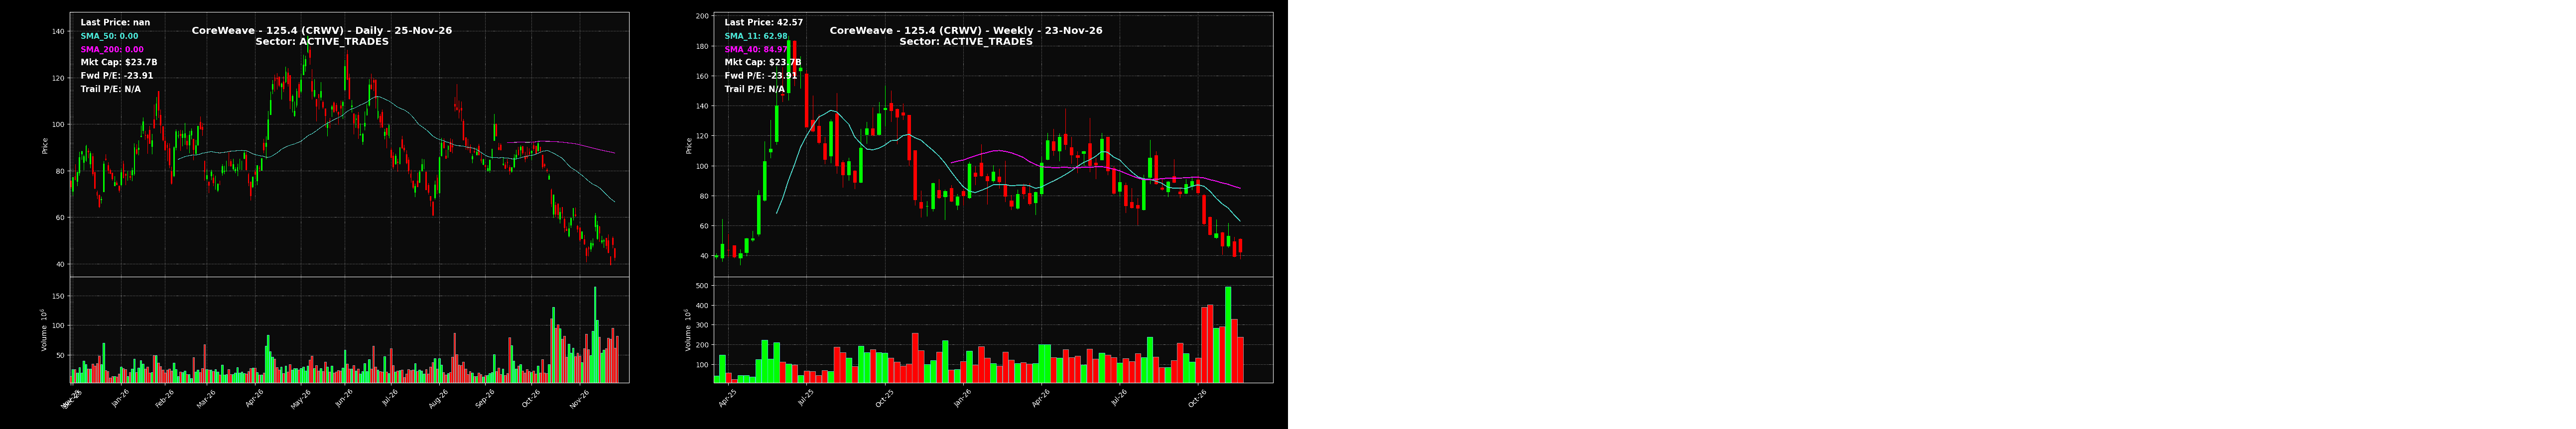 Last Price: nan
SMA_50: 0.00
SMA_200: 0.00
Mkt Cap: $23.7B
Fwd P/E: -23.91
Trail P/E: N/A
CoreWeave - 125.4 (CRWV) - Daily - 25-Nov-26
Sector: ACTIVE_TRADES
Price
140
120
100
80
60
40
Volume 10^6
150
100
50
Dec-26
Jan-26
Feb-26
Mar-26
Apr-26
May-26
Jun-26
Jul-26
Aug-26
Sep-26
Oct-26
Nov-26
Last Price: 42.57
SMA_11: 62.98
SMA_40: 84.97
Mkt Cap: $23.7B
Fwd P/E: -23.91
Trail P/E: N/A
CoreWeave - 125.4 (CRWV) - Weekly - 23-Nov-26
Sector: ACTIVE_TRADES
Price
200
180
160
140
120
100
80
60
40
Volume 10^6
500
400
300
200
100
Apr-25
Jul-25
Oct-25
Jan-26
Apr-26
Jul-26
Oct-26